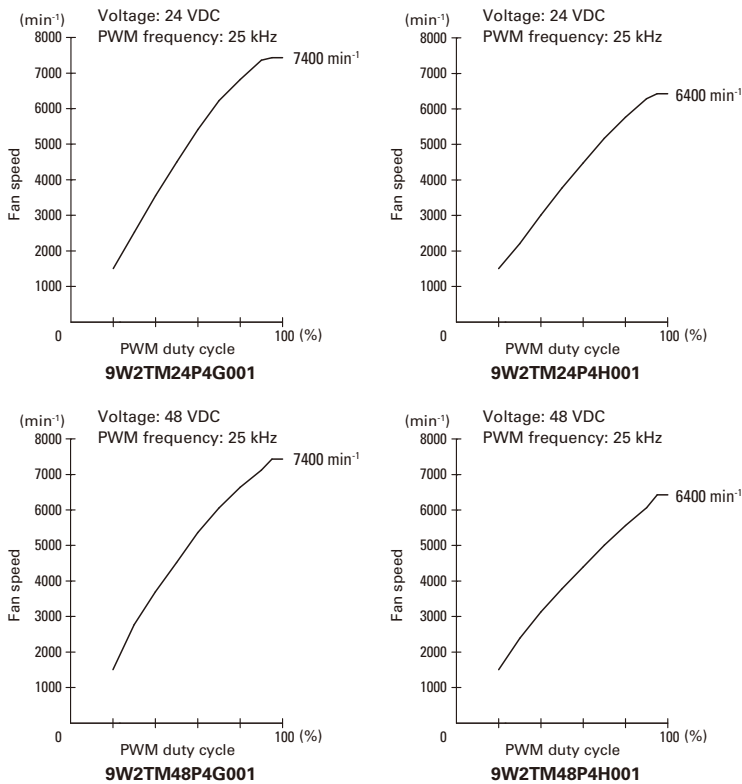 (min-1)
Voltage: 24 VDC
PWM frequency: 25 kHz
8000
7000
6000
5000
4000
3000
2000
1000
0
Fan speed
7400 min-1
100 (%)
PWM duty cycle
9W2TM24P4G001
(min-1)
Voltage: 24 VDC
PWM frequency: 25 kHz
8000
7000
6000
5000
4000
3000
2000
1000
0
Fan speed
6400 min-1
100 (%)
PWM duty cycle
9W2TM24P4H001
(min-1)
Voltage: 48 VDC
PWM frequency: 25 kHz
8000
7000
6000
5000
4000
3000
2000
1000
0
Fan speed
7400 min-1
100 (%)
PWM duty cycle
9W2TM48P4G001
(min-1)
Voltage: 48 VDC
PWM frequency: 25 kHz
8000
7000
6000
5000
4000
3000
2000
1000
0
Fan speed
6400 min-1
100 (%)
PWM duty cycle
9W2TM48P4H001